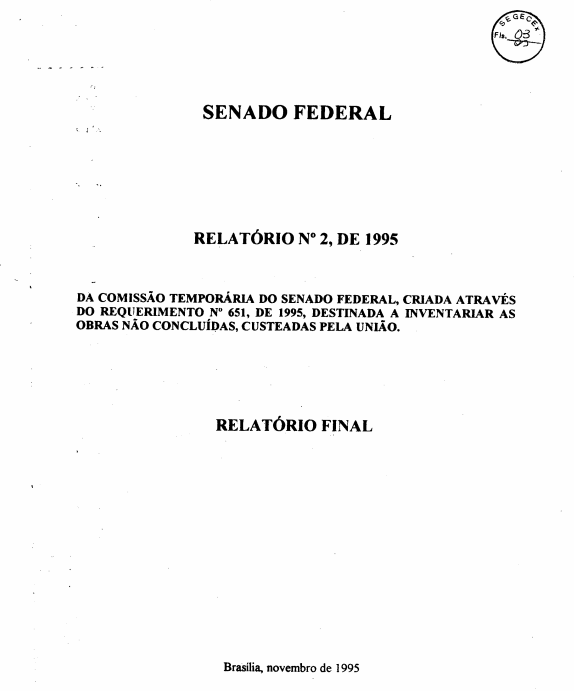 SEGECEX
Fls. 03
SENADO FEDERAL
RELATÓRIO Nº 2, DE 1995
DA COMISSÃO TEMPORÁRIA DO SENADO FEDERAL, CRIADA ATRAVÉS
DO REQUERIMENTO Nº 651, DE 1995, DESTINADA A INVENTARIAR AS
OBRAS NÃO CONCLUÍDAS, CUSTEADAS PELA UNIÃO.
RELATÓRIO FINAL
Brasília, novembro de 1995